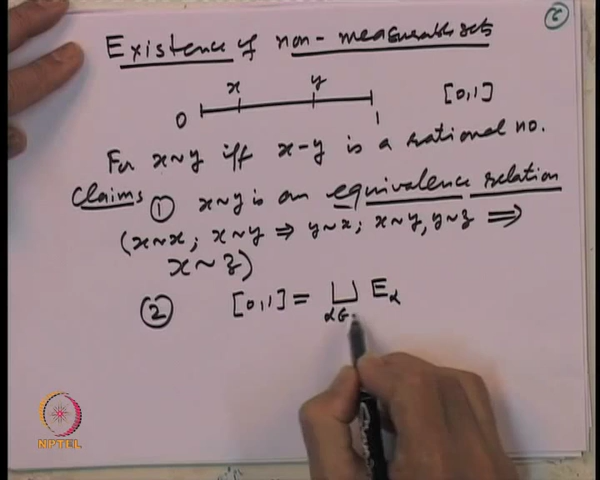 Existence of non-measurable sets
x y
0 1 [0,1]
For x~y iff x-y is a rational no.
Claims ① x~y is an equivalence relation
(x~x; x~y ⇒ y~x; x~y, y~z ⇒
x~z)
② [0,1] = ⊔ E_α
α∈
NPTEL